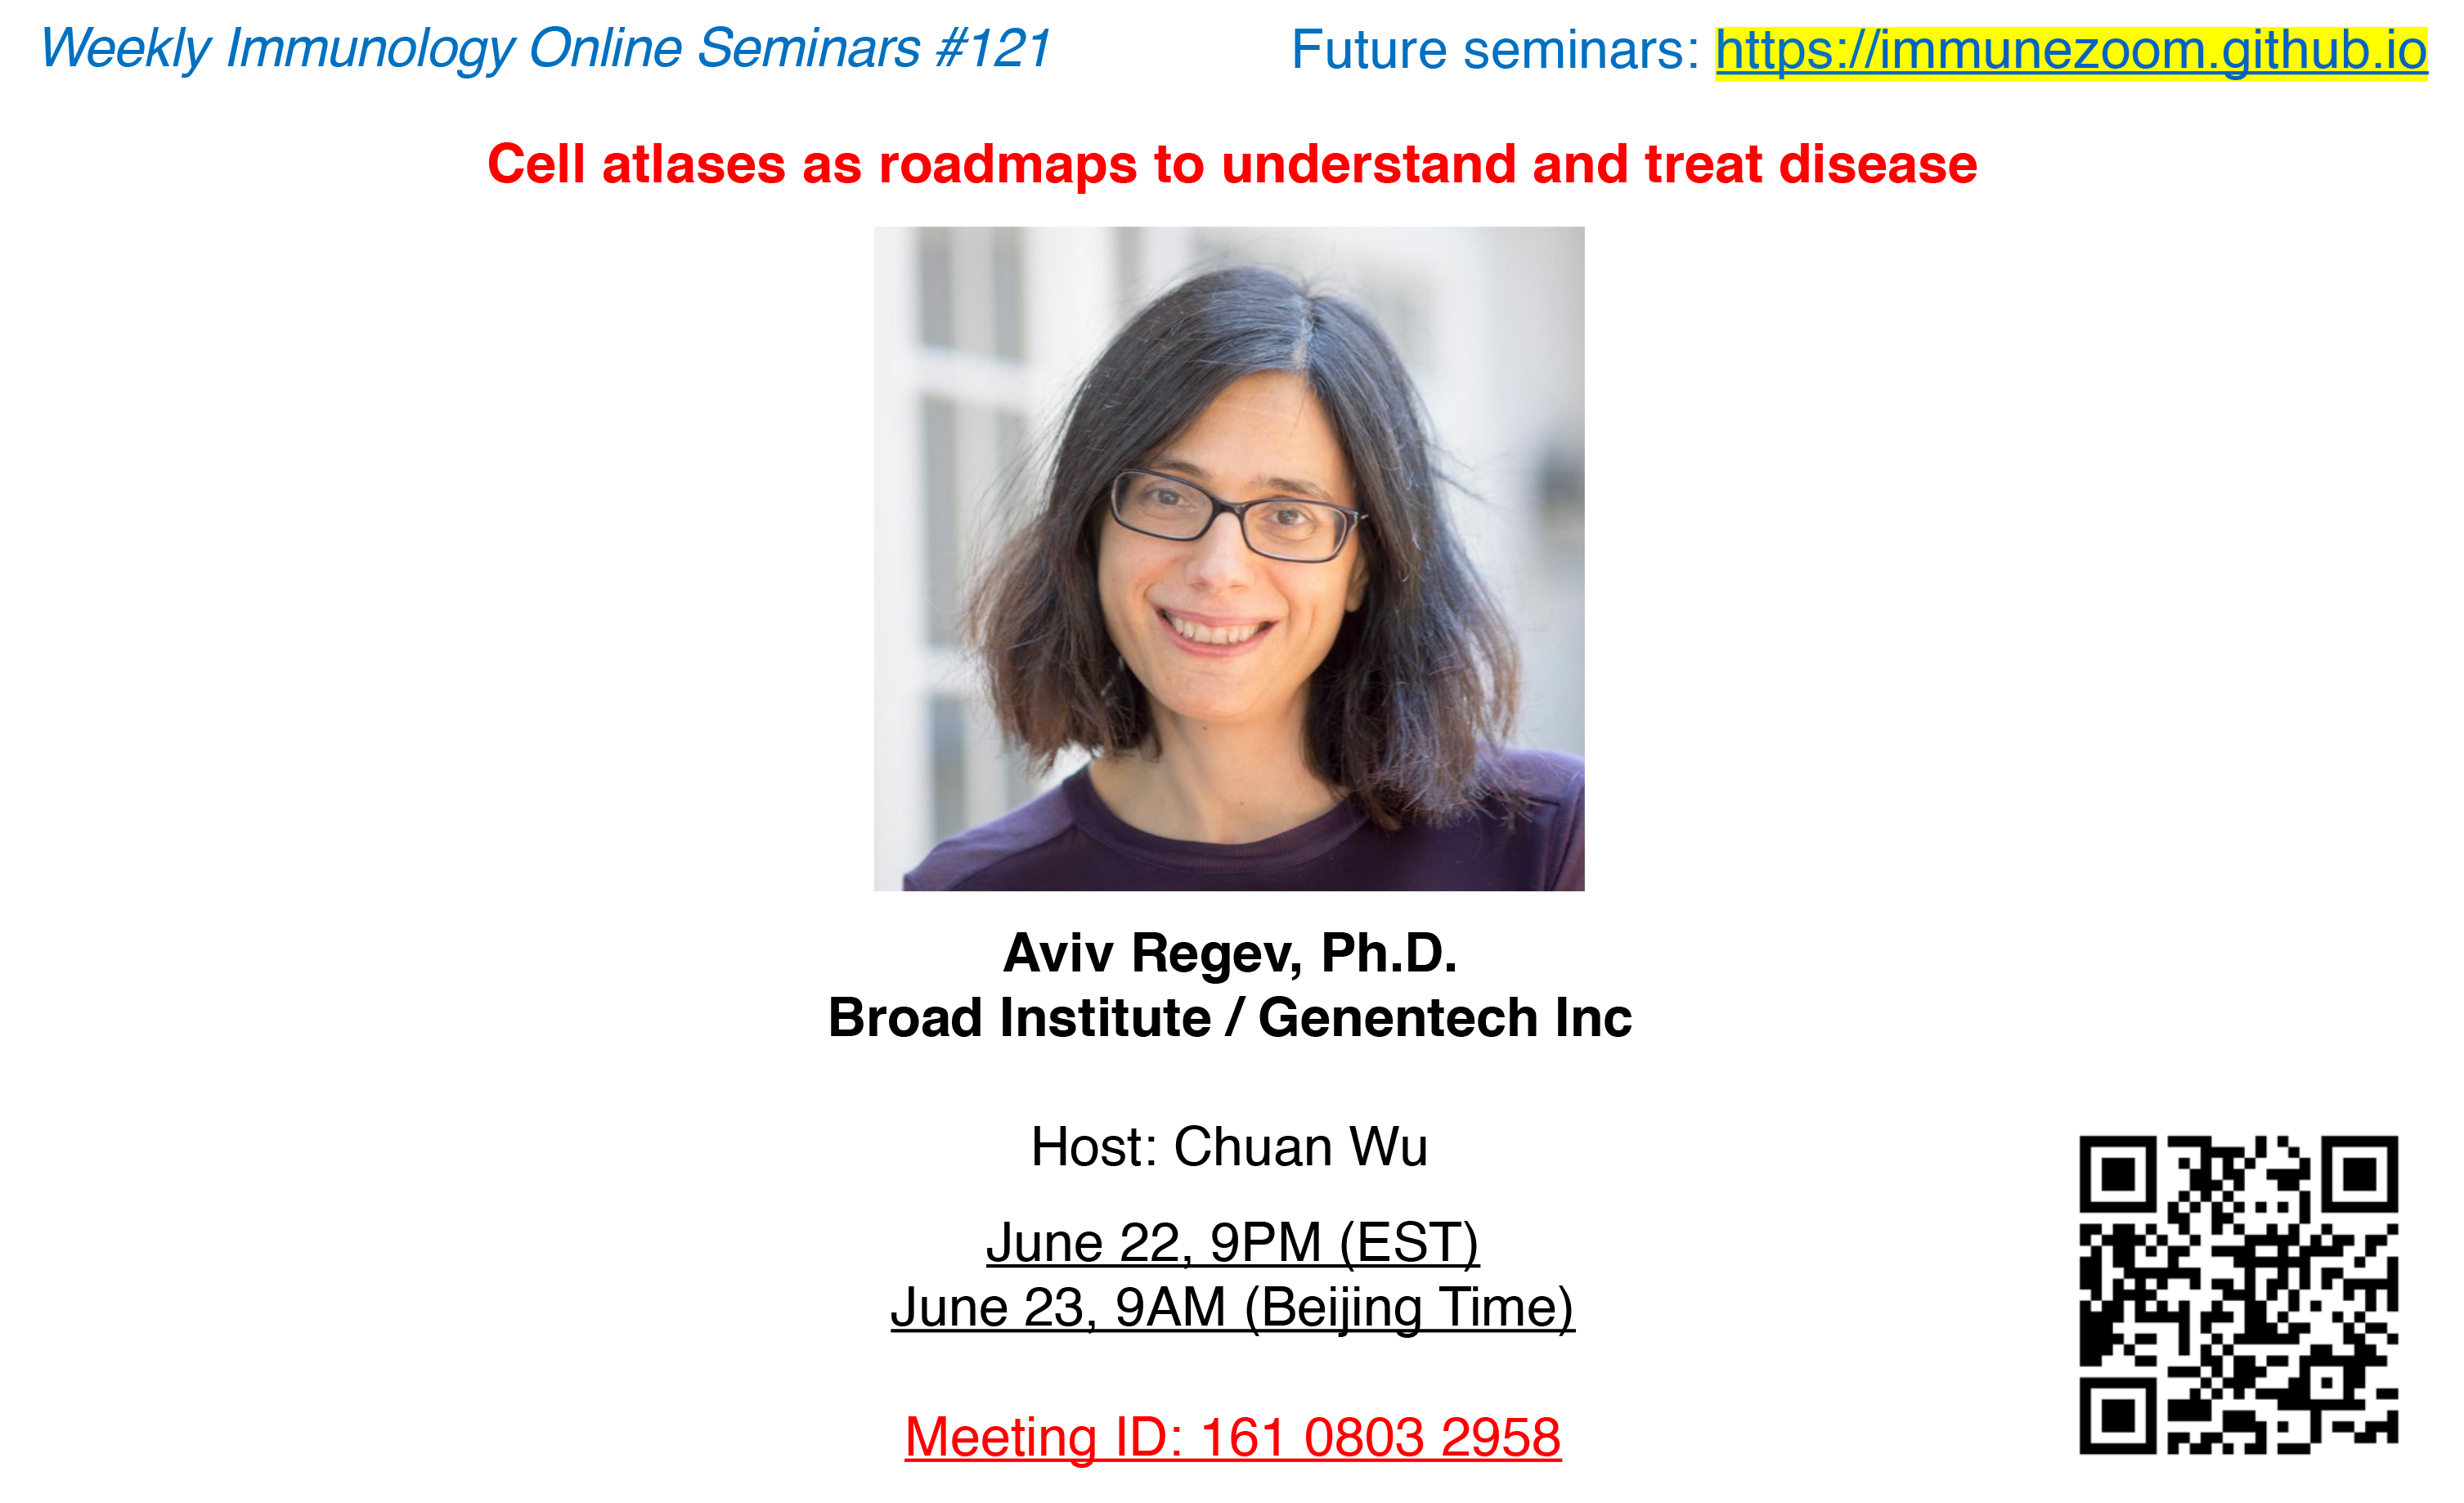 Weekly Immunology Online Seminars #121
Future seminars: https://immunezoom.github.io
Cell atlases as roadmaps to understand and treat disease
Aviv Regev, Ph.D.
Broad Institute / Genentech Inc
Host: Chuan Wu
June 22, 9PM (EST)
June 23, 9AM (Beijing Time)
Meeting ID: 161 0803 2958